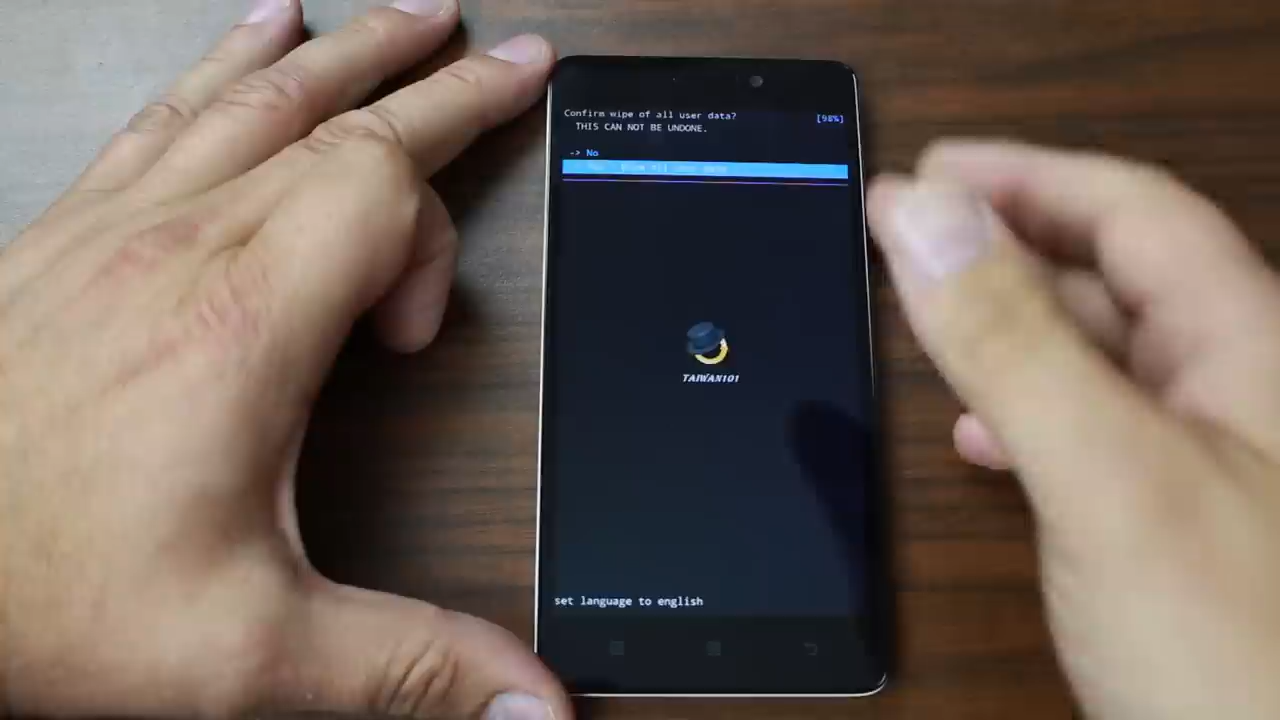 Confirm wipe of all user data?
THIS CAN NOT BE UNDONE.
[98%]
-> No
TAIWAN101
set language to english